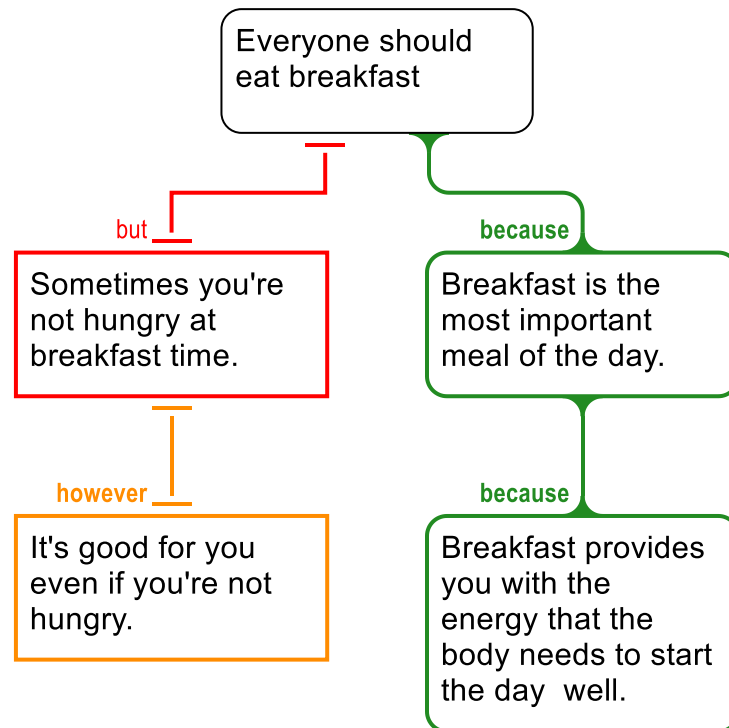 Everyone should
eat breakfast
but
Sometimes you're
not hungry at
breakfast time.
however
It's good for you
even if you're not
hungry.
because
Breakfast is the
most important
meal of the day.
because
Breakfast provides
you with the
energy that the
body needs to start
the day  well.